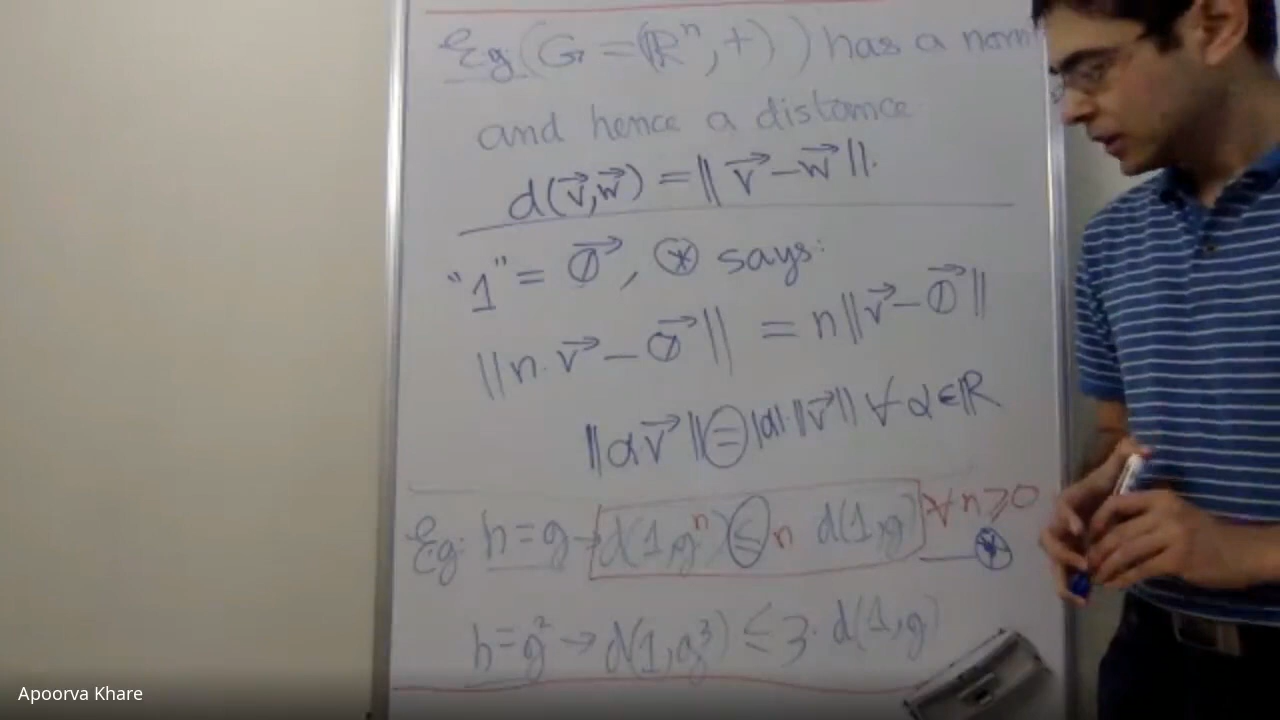 Eg (G = (ℝⁿ, +)) has a norm
and hence a distance
d(v⃗, w⃗) = ‖ v⃗ − w⃗ ‖.
"1" = 0⃗, ⊛ says:
‖n·v⃗ − 0⃗‖ = n‖v⃗ − 0⃗‖
‖αv⃗‖ = |α|·‖v⃗‖ ∀ α ∈ ℝ
Eg: h = g → d(1, gⁿ) ≤ n d(1, g) ∀ n ≥ 0 ⊛
h = g² → d(1, g³) ≤ 3· d(1, g)
Apoorva Khare